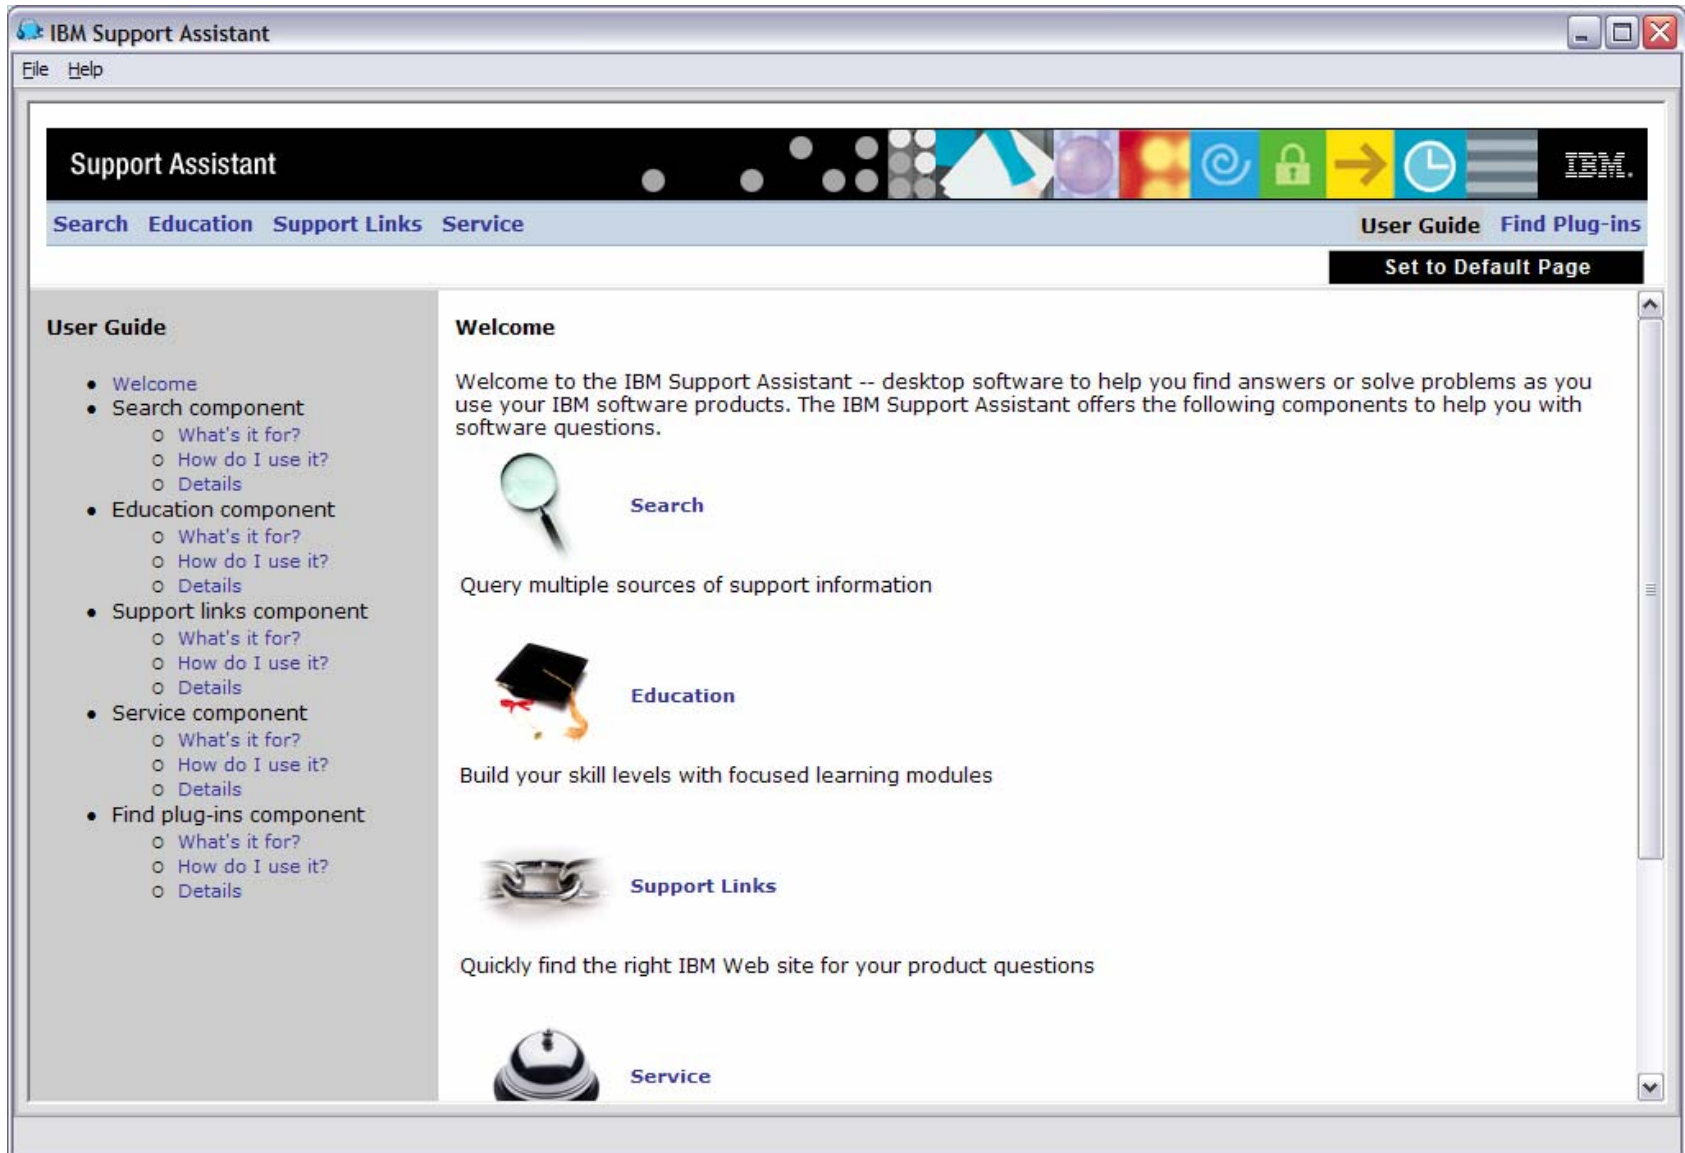 IBM Support Assistant
File Help
Support Assistant
IBM.
Search Education Support Links Service
User Guide Find Plug-ins
Set to Default Page
User Guide
Welcome
Search component
What's it for?
How do I use it?
Details
Education component
What's it for?
How do I use it?
Details
Support links component
What's it for?
How do I use it?
Details
Service component
What's it for?
How do I use it?
Details
Find plug-ins component
What's it for?
How do I use it?
Details
Welcome
Welcome to the IBM Support Assistant -- desktop software to help you find answers or solve problems as you
use your IBM software products. The IBM Support Assistant offers the following components to help you with
software questions.
Search
Query multiple sources of support information
Education
Build your skill levels with focused learning modules
Support Links
Quickly find the right IBM Web site for your product questions
Service